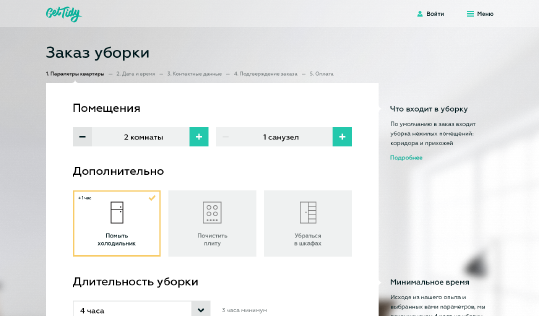 GetTidy
Войти
Меню
Заказ уборки
1. Параметры квартиры — 2. Дата и время — 3. Контактные данные — 4. Подтверждение заказа — 5. Оплата
Помещения
2 комнаты
1 санузел
Дополнительно
+ 1 час
Помыть
холодильник
Почистить
плиту
Убраться
в шкафах
Длительность уборки
4 часа
3 часа минимум
Что входит в уборку
По умолчанию в заказ входит
уборка нежилых помещений:
коридора и прихожей
Подробнее
Минимальное время
Исходя из нашего опыта и
выбранных вами параметров, мы